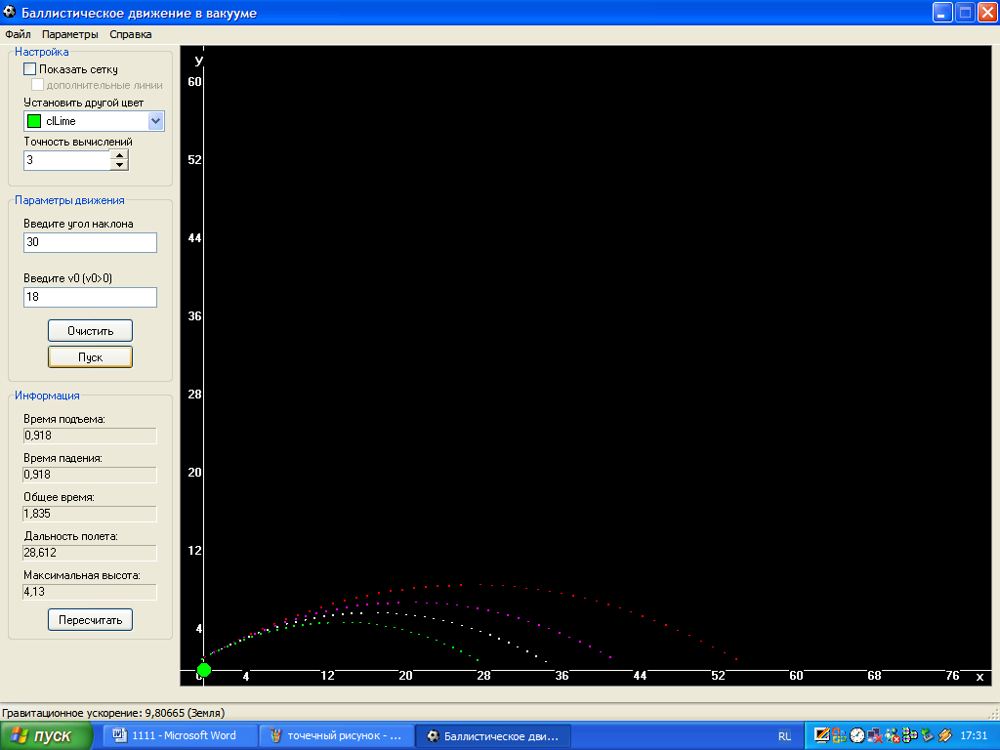 Баллистическое движение в вакууме
Файл Параметры Справка
Настройка
Показать сетку
дополнительные линии
Установить другой цвет
clLime
Точность вычислений
3
Параметры движения
Введите угол наклона
30
Введите v0 (v0>0)
18
Очистить
Пуск
Информация
Время подъема:
0,918
Время падения:
0,918
Общее время:
1,835
Дальность полета:
28,612
Максимальная высота:
4,13
Пересчитать
y
60
52
44
36
28
20
12
4
0 4 12 20 28 36 44 52 60 68 76 x
Гравитационное ускорение: 9,80665 (Земля)
пуск 1111 - Microsoft Word точечный рисунок - ... Баллистическое дви... RL 17:31